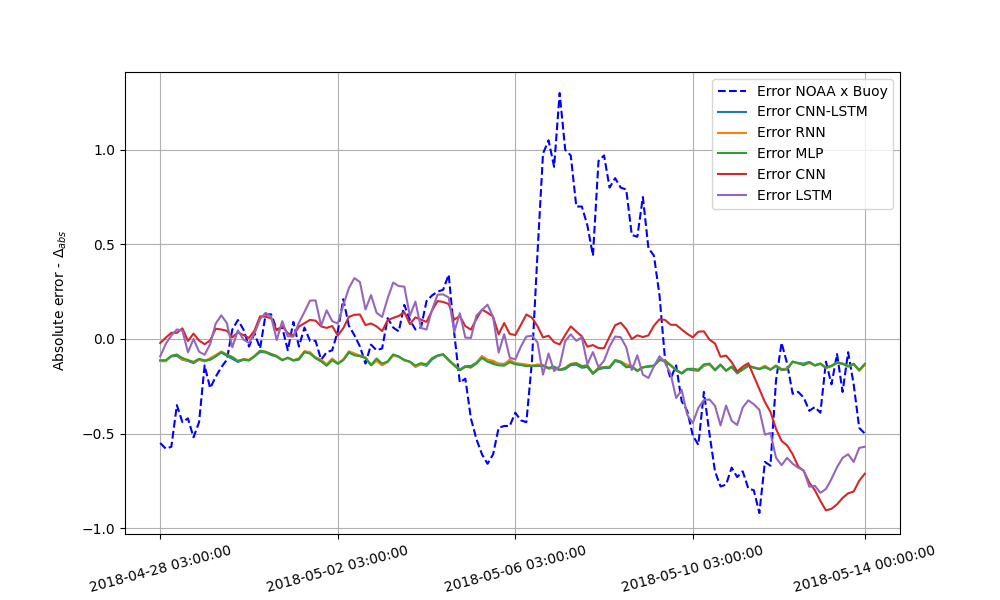 Error NOAA x Buoy
Error CNN-LSTM
Error RNN
Error MLP
Error CNN
Error LSTM
Absolute error - Δabs
1.0
0.5
0.0
−0.5
−1.0
2018-04-28 03:00:00
2018-05-02 03:00:00
2018-05-06 03:00:00
2018-05-10 03:00:00
2018-05-14 00:00:00